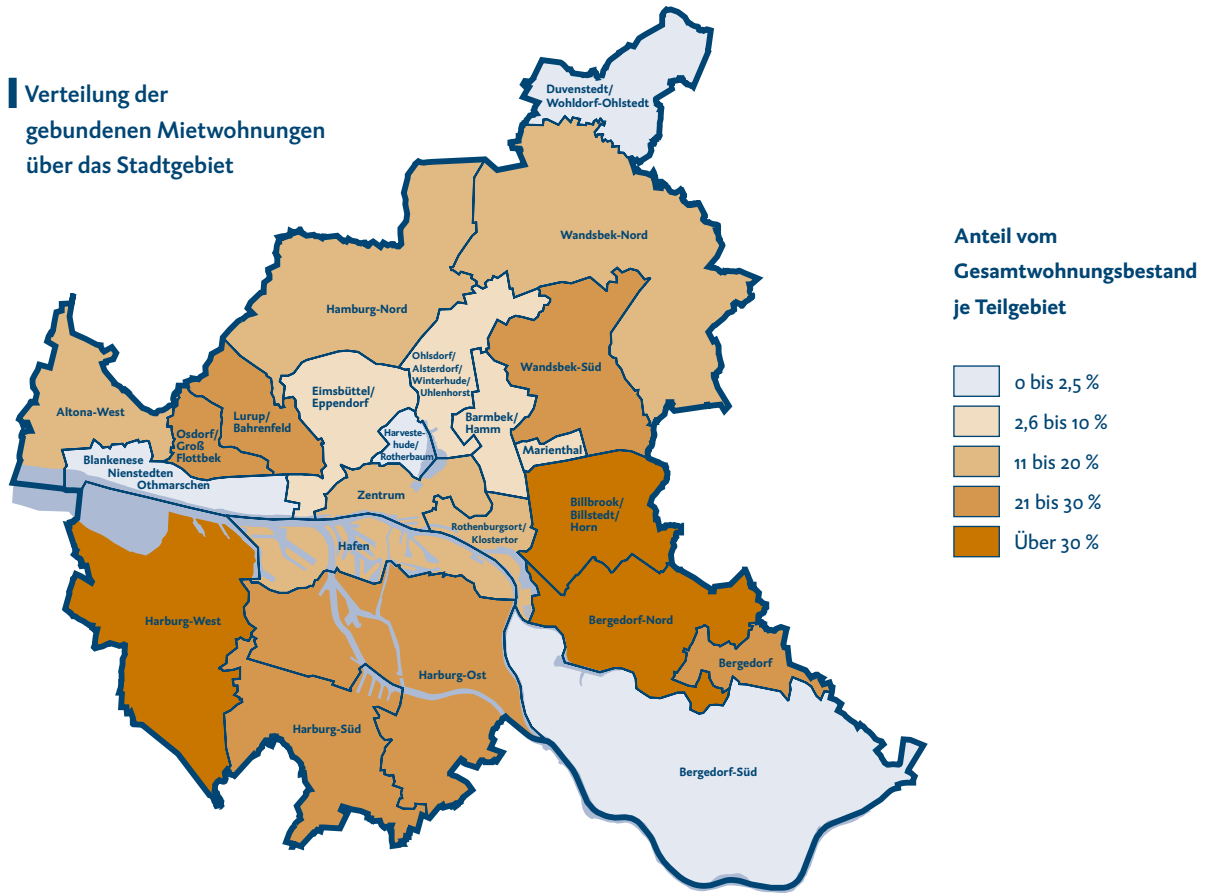 Verteilung der
gebundenen Mietwohnungen
über das Stadtgebiet
Duvenstedt/
Wohldorf-Ohlstedt
Wandsbek-Nord
Hamburg-Nord
Ohlsdorf/
Alsterdorf/
Winterhude/
Uhlenhorst
Wandsbek-Süd
Eimsbüttel/
Eppendorf
Altona-West
Lurup/
Bahrenfeld
Osdorf/
Groß
Flottbek
Barmbek/
Hamm
Harveste-
hude/
Rotherbaum
Marienthal
Blankenese
Nienstedten
Othmarschen
Zentrum
Billbrook/
Billstedt/
Horn
Rothenburgsort/
Klostertor
Hafen
Harburg-West
Bergedorf-Nord
Bergedorf
Harburg-Ost
Harburg-Süd
Bergedorf-Süd
Anteil vom
Gesamtwohnungsbestand
je Teilgebiet
0 bis 2,5 %
2,6 bis 10 %
11 bis 20 %
21 bis 30 %
Über 30 %